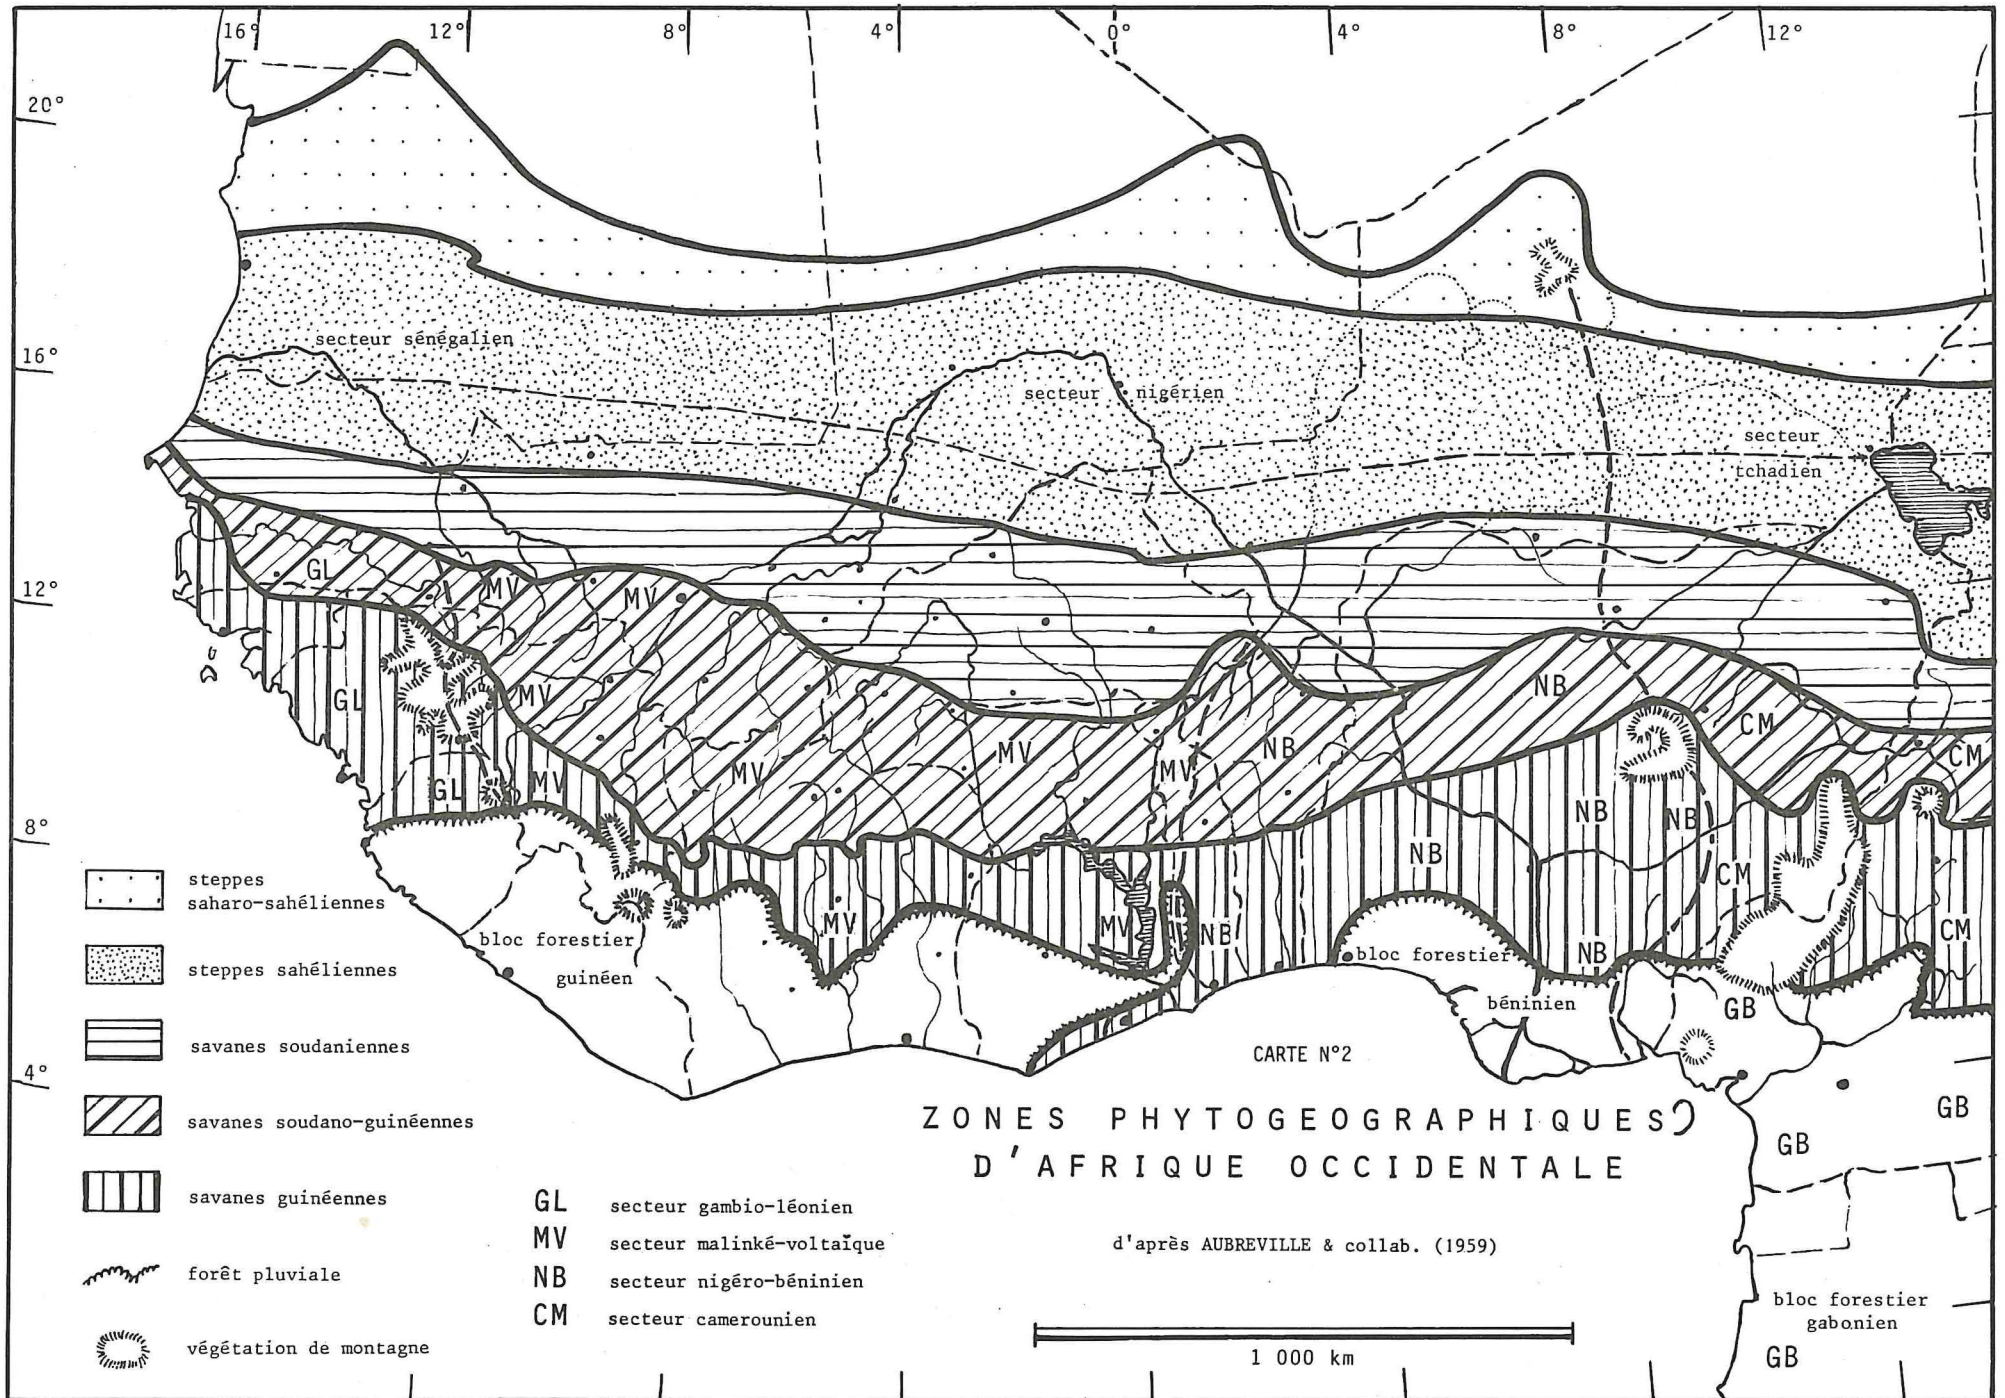 16° 12° 8° 4° 0° 4° 8° 12°
20°
16°
12°
8°
4°
secteur sénégalien
secteur nigérien
secteur
tchadien
GL MV MV
GL MV NB
MV NB CM CM
GL MV MV MV
NB NB
NB CM
MV MV NB NB CM
bloc forestier
guinéen
bloc forestier
béninien
GB
GB
GB
bloc forestier
gabonien
GB
steppes
saharo-sahéliennes
steppes sahéliennes
savanes soudaniennes
savanes soudano-guinéennes
savanes guinéennes
forêt pluviale
végétation de montagne
GL secteur gambio-léonien
MV secteur malinké-voltaïque
NB secteur nigéro-béninien
CM secteur camerounien
CARTE N°2
ZONES PHYTOGEOGRAPHIQUES
D'AFRIQUE OCCIDENTALE
d'après AUBREVILLE & collab. (1959)
1 000 km